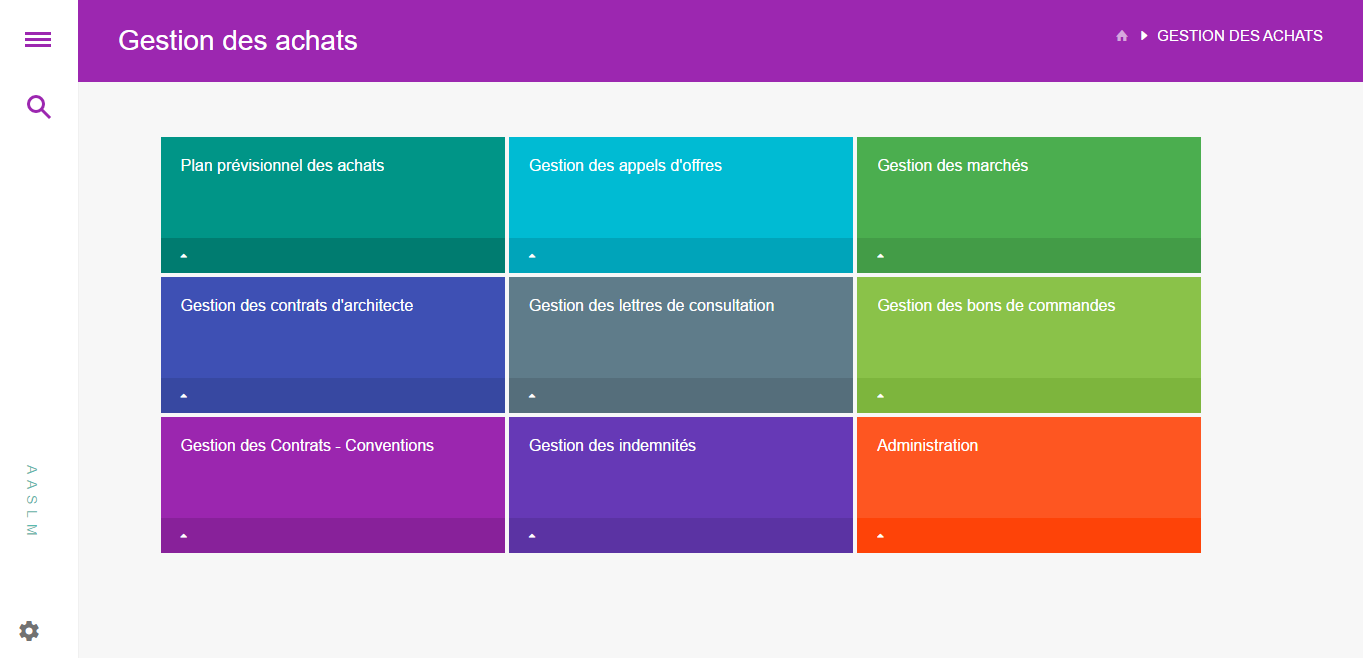 Gestion des achats
GESTION DES ACHATS
Plan prévisionnel des achats
Gestion des appels d'offres
Gestion des marchés
Gestion des contrats d'architecte
Gestion des lettres de consultation
Gestion des bons de commandes
Gestion des Contrats - Conventions
Gestion des indemnités
Administration
AASLM